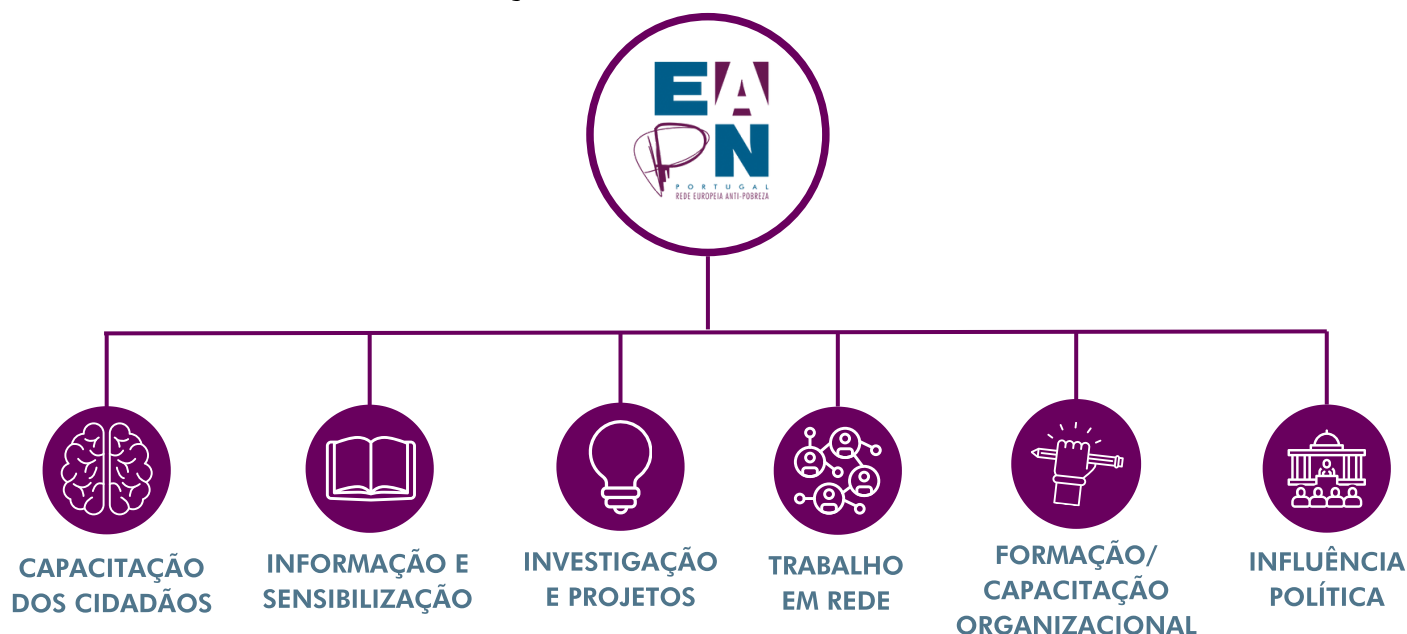 EA
PN
PORTUGAL
REDE EUROPEIA ANTI-POBREZA
CAPACITAÇÃO
DOS CIDADÃOS
INFORMAÇÃO E
SENSIBILIZAÇÃO
INVESTIGAÇÃO
E PROJETOS
TRABALHO
EM REDE
FORMAÇÃO/
CAPACITAÇÃO
ORGANIZACIONAL
INFLUÊNCIA
POLÍTICA